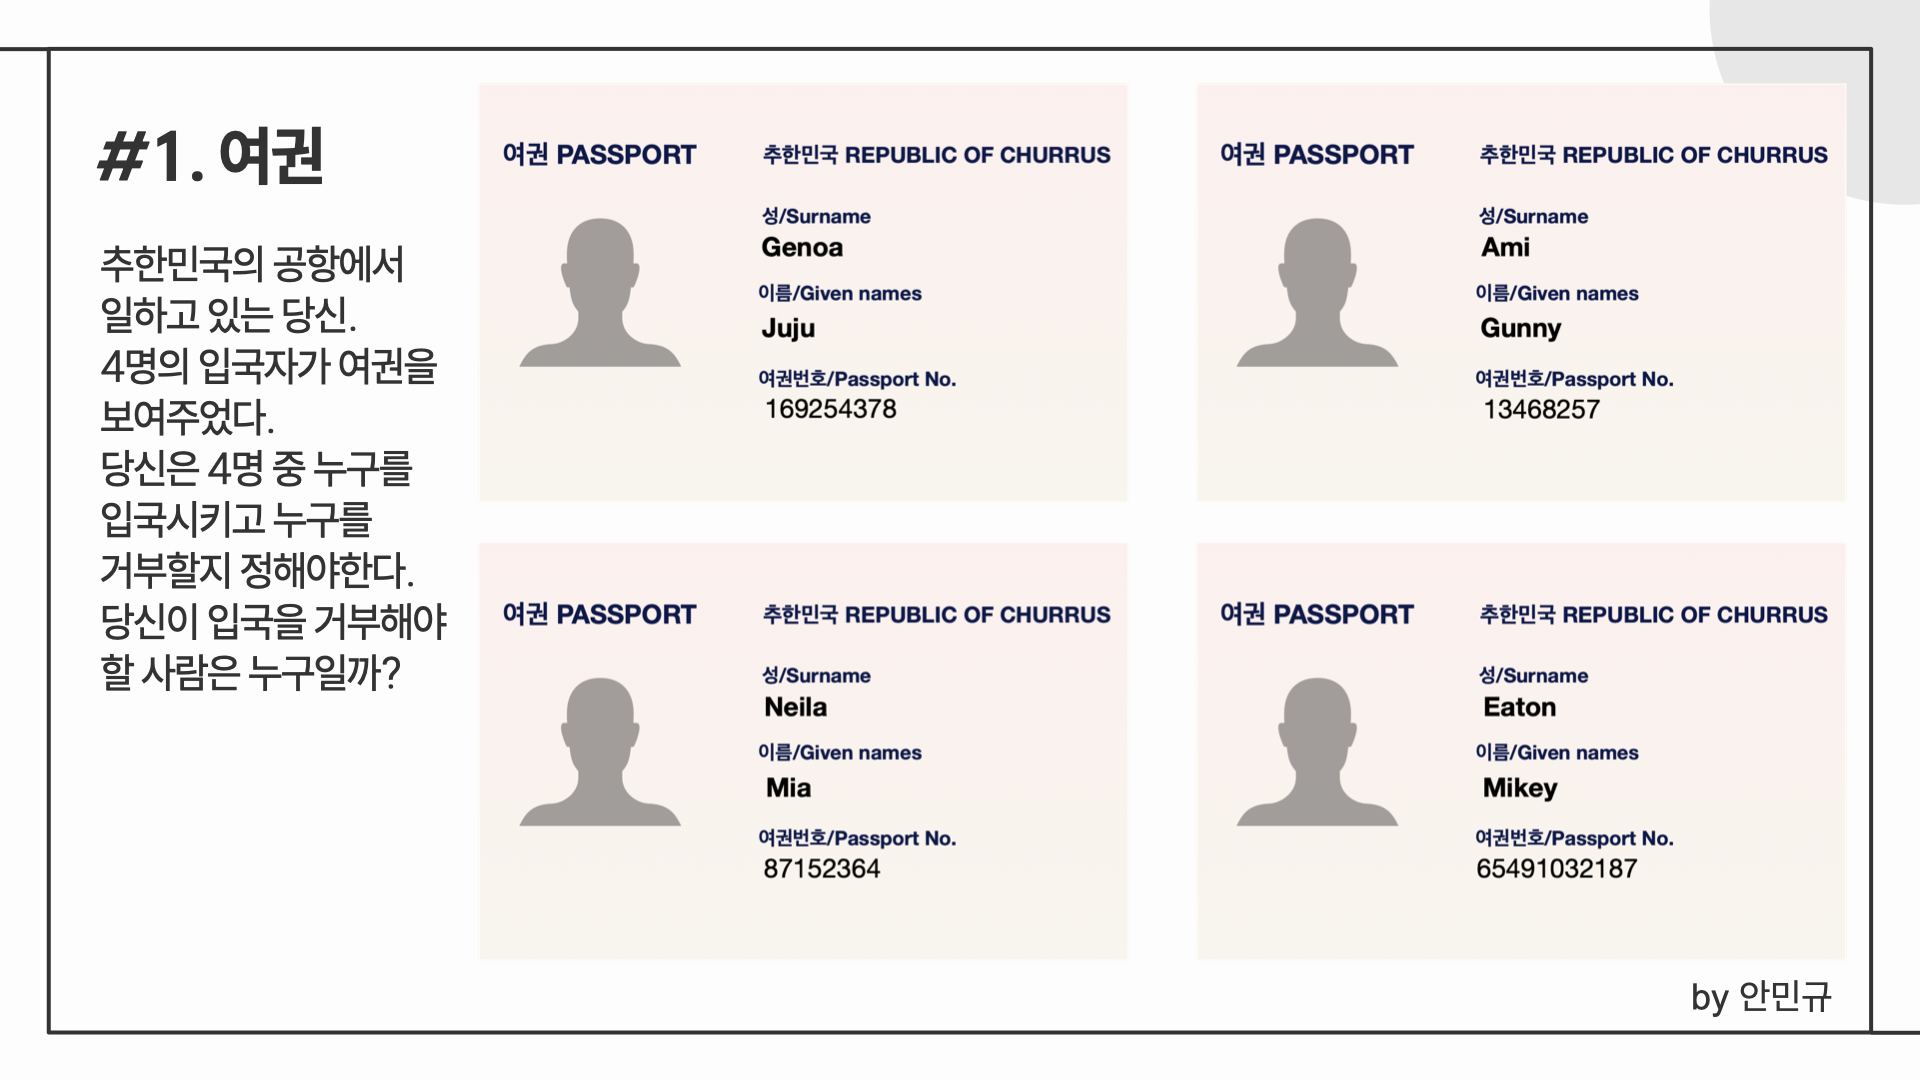 #1. 여권
추한민국의 공항에서
일하고 있는 당신.
4명의 입국자가 여권을
보여주었다.
당신은 4명 중 누구를
입국시키고 누구를
거부할지 정해야한다.
당신이 입국을 거부해야
할 사람은 누구일까?
여권 PASSPORT
추한민국 REPUBLIC OF CHURRUS
성/Surname
Genoa
이름/Given names
Juju
여권번호/Passport No.
169254378
여권 PASSPORT
추한민국 REPUBLIC OF CHURRUS
성/Surname
Ami
이름/Given names
Gunny
여권번호/Passport No.
13468257
여권 PASSPORT
추한민국 REPUBLIC OF CHURRUS
성/Surname
Neila
이름/Given names
Mia
여권번호/Passport No.
87152364
여권 PASSPORT
추한민국 REPUBLIC OF CHURRUS
성/Surname
Eaton
이름/Given names
Mikey
여권번호/Passport No.
65491032187
by 안민규